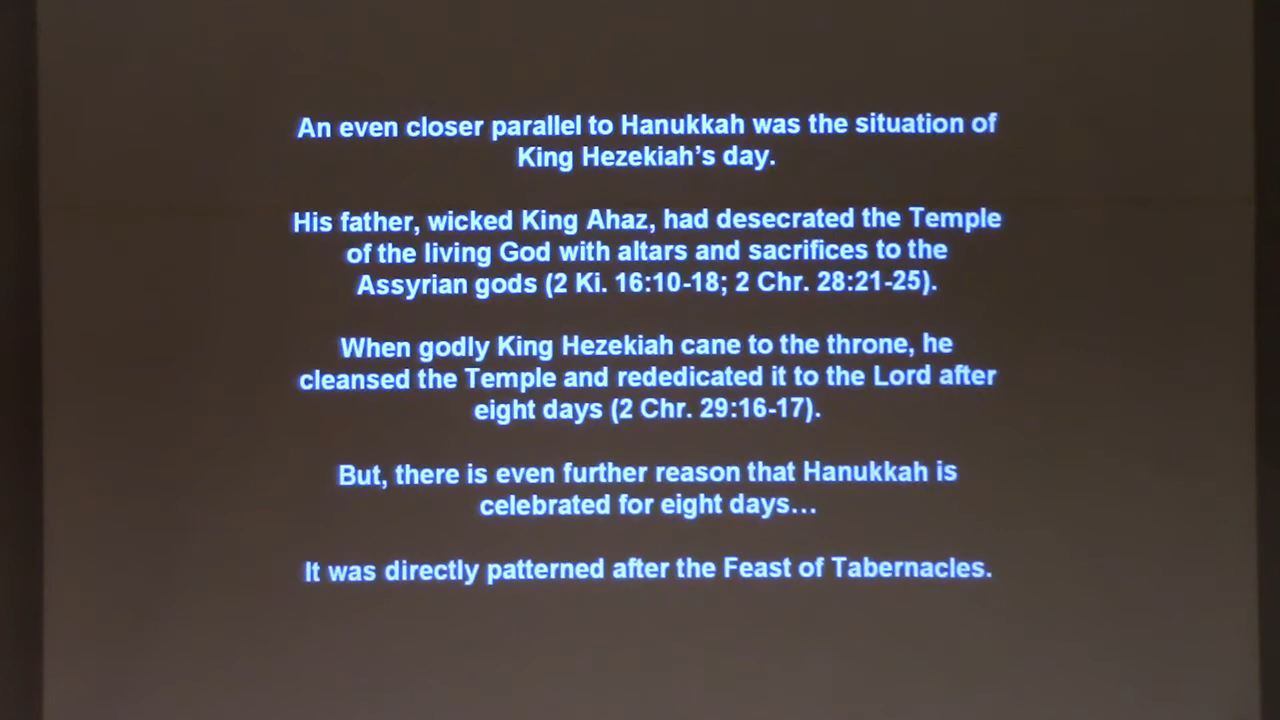 An even closer parallel to Hanukkah was the situation of
King Hezekiah’s day.
His father, wicked King Ahaz, had desecrated the Temple
of the living God with altars and sacrifices to the
Assyrian gods (2 Ki. 16:10-18; 2 Chr. 28:21-25).
When godly King Hezekiah cane to the throne, he
cleansed the Temple and rededicated it to the Lord after
eight days (2 Chr. 29:16-17).
But, there is even further reason that Hanukkah is
celebrated for eight days…
It was directly patterned after the Feast of Tabernacles.